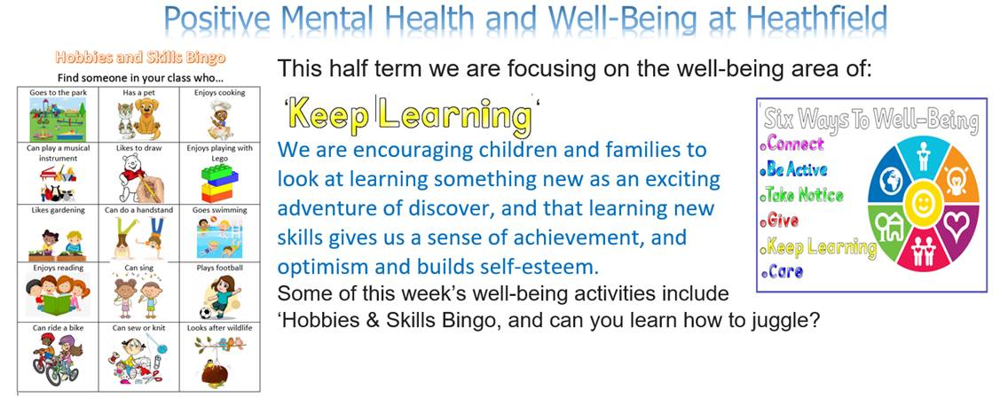 Positive Mental Health and Well-Being at Heathfield
Hobbies and Skills Bingo
Find someone in your class who...
Goes to the park
Has a pet
Enjoys cooking
Can play a musical
instrument
Likes to draw
Enjoys playing with
Lego
Likes gardening
Can do a handstand
Goes swimming
Enjoys reading
Can sing
Plays football
Can ride a bike
Can sew or knit
Looks after wildlife
This half term we are focusing on the well-being area of:
‘Keep Learning‘
We are encouraging children and families to
look at learning something new as an exciting
adventure of discover, and that learning new
skills gives us a sense of achievement, and
optimism and builds self-esteem.
Some of this week’s well-being activities include
‘Hobbies & Skills Bingo, and can you learn how to juggle?
Six Ways To Well-Being
Connect
Be Active
Take Notice
Give
Keep Learning
Care